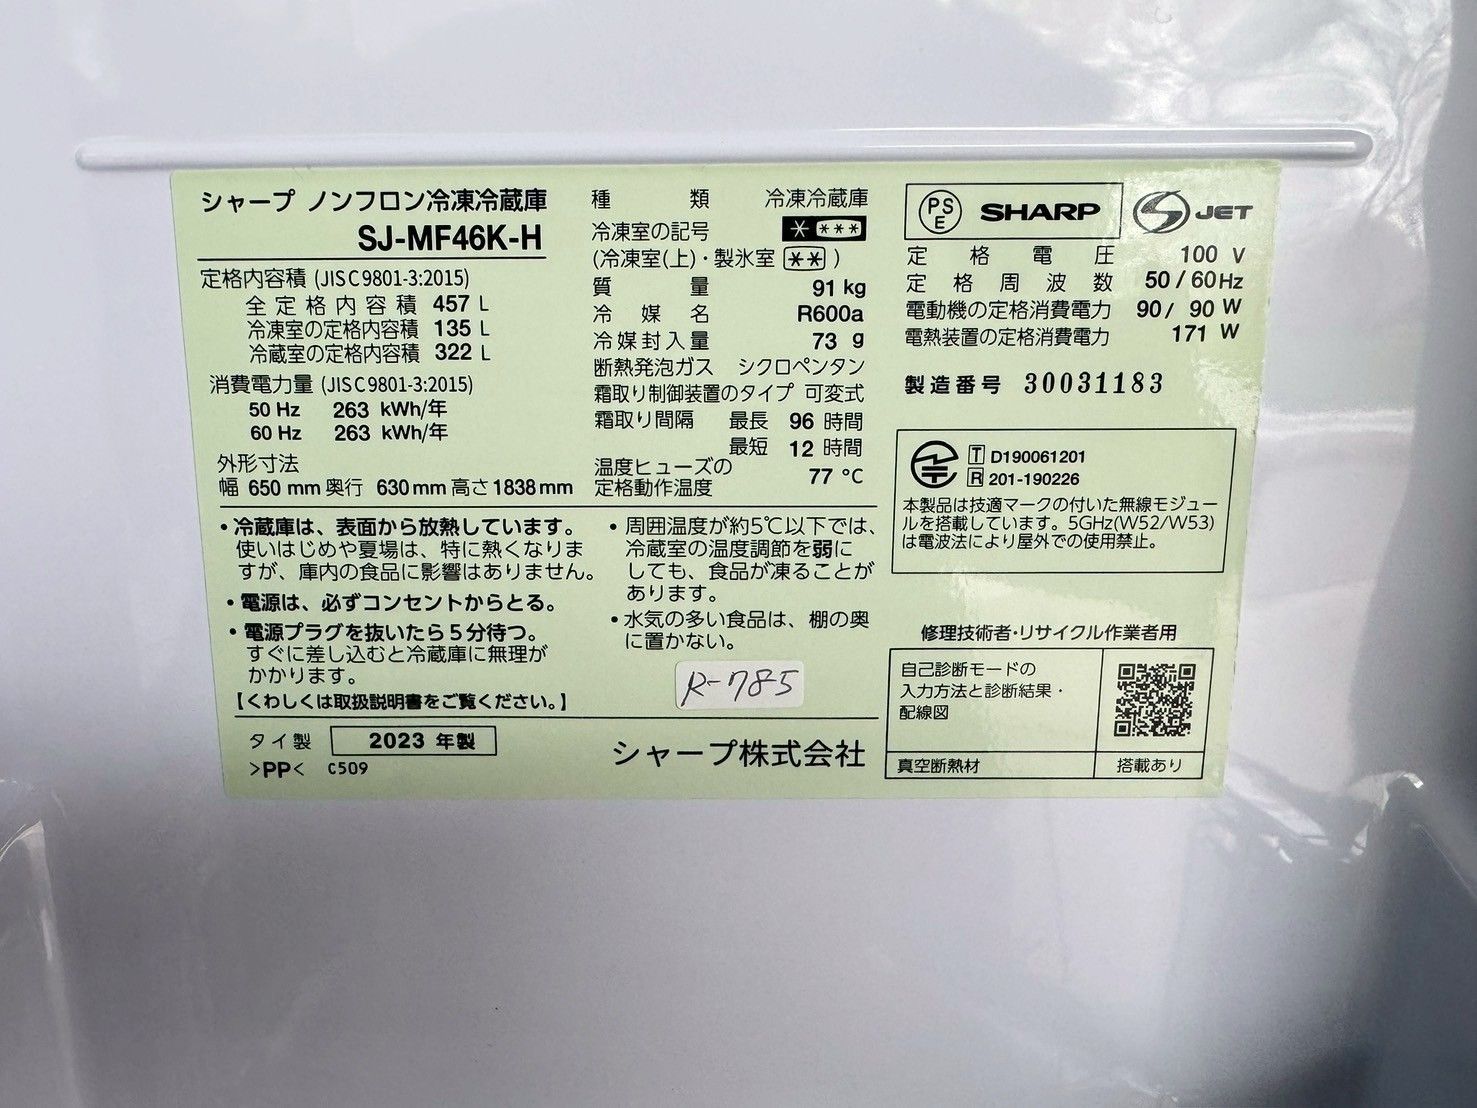 シャープ ノンフロン冷凍冷蔵庫
SJ-MF46K-H
定格内容積 (JIS C 9801-3:2015)
全定格内容積 457 L
冷凍室の定格内容積 135 L
冷蔵室の定格内容積 322 L
消費電力量 (JIS C 9801-3:2015)
50 Hz 263 kWh/年
60 Hz 263 kWh/年
外形寸法
幅 650 mm 奥行 630 mm 高さ 1838 mm
種類 冷凍冷蔵庫
冷凍室の記号 * ***
(冷凍室(上)・製氷室 ** )
質量 91 kg
冷媒名 R600a
冷媒封入量 73 g
断熱発泡ガス シクロペンタン
霜取り制御装置のタイプ 可変式
霜取り間隔 最長 96 時間
最短 12 時間
温度ヒューズの
定格動作温度 77 °C
PSE SHARP S JET
定格電圧 100 V
定格周波数 50 / 60 Hz
電動機の定格消費電力 90 / 90 W
電熱装置の定格消費電力 171 W
製造番号 30031183
T D190061201
R 201-190226
本製品は技適マークの付いた無線モジュー
ルを搭載しています。5GHz(W52/W53)
は電波法により屋外での使用禁止。
・冷蔵庫は、表面から放熱しています。
使いはじめや夏場は、特に熱くなりま
すが、庫内の食品に影響はありません。
・電源は、必ずコンセントからとる。
・電源プラグを抜いたら5分待つ。
すぐに差し込むと冷蔵庫に無理が
かかります。
【くわしくは取扱説明書をご覧ください。】
・周囲温度が約5℃以下では、
冷蔵室の温度調節を弱に
しても、食品が凍ることが
あります。
・水気の多い食品は、棚の奥
に置かない。
R-785
修理技術者・リサイクル作業者用
自己診断モードの
入力方法と診断結果・
配線図
真空断熱材 搭載あり
タイ製 2023 年製
>PP< C509
シャープ株式会社